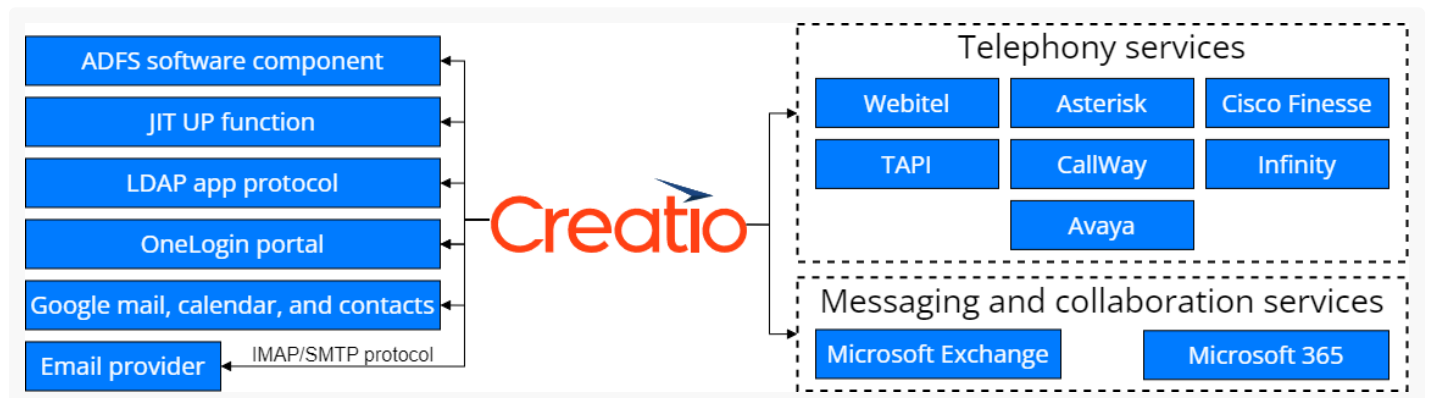 ADFS software component
JIT UP function
LDAP app protocol
OneLogin portal
Google mail, calendar, and contacts
Email provider
IMAP/SMTP protocol
Creatio
Telephony services
Webitel
Asterisk
Cisco Finesse
TAPI
CallWay
Infinity
Avaya
Messaging and collaboration services
Microsoft Exchange
Microsoft 365